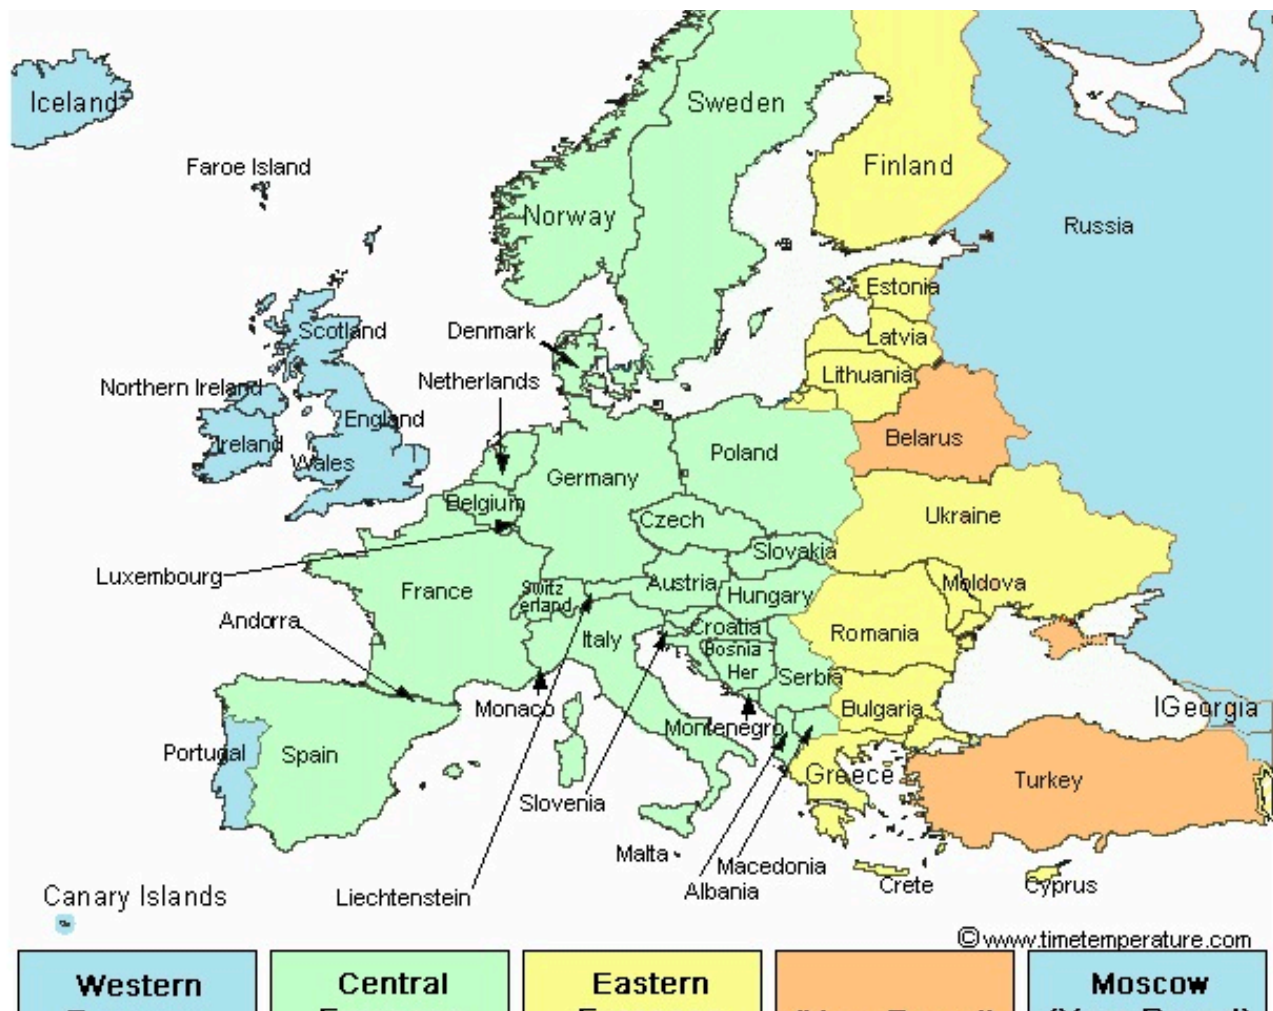 Iceland
Sweden
Faroe Island
Finland
Norway
Russia
Estonia
Scotland
Denmark
Latvia
Netherlands
Lithuania
Northern Ireland
England
Ireland
Belarus
Wales
Poland
Germany
Belgium
Czech
Ukraine
Slovakia
Luxembourg
France
Switz
erland
Austria
Moldova
Hungary
Andorra
Croatia
Romania
Italy
Bosnia -
Her
Serbia
Monaco
Montenegro
Bulgaria
IGeorgia
Portugal
Spain
Greece
Turkey
Slovenia
Malta
Macedonia
Albania
Crete
Cyprus
Canary Islands
Liechtenstein
©www.timetemperature.com
Western
Central
Eastern
Moscow